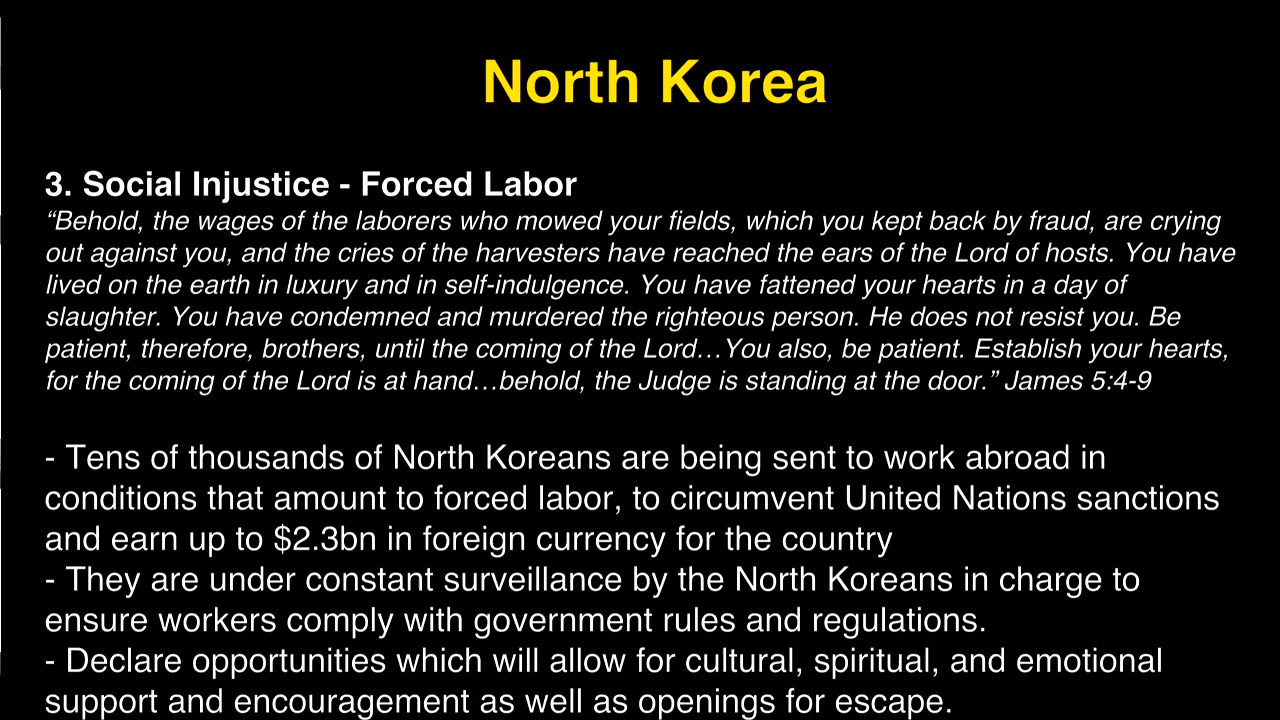 North Korea
3. Social Injustice - Forced Labor
“Behold, the wages of the laborers who mowed your fields, which you kept back by fraud, are crying
out against you, and the cries of the harvesters have reached the ears of the Lord of hosts. You have
lived on the earth in luxury and in self-indulgence. You have fattened your hearts in a day of
slaughter. You have condemned and murdered the righteous person. He does not resist you. Be
patient, therefore, brothers, until the coming of the Lord…You also, be patient. Establish your hearts,
for the coming of the Lord is at hand…behold, the Judge is standing at the door.” James 5:4-9
- Tens of thousands of North Koreans are being sent to work abroad in
conditions that amount to forced labor, to circumvent United Nations sanctions
and earn up to $2.3bn in foreign currency for the country
- They are under constant surveillance by the North Koreans in charge to
ensure workers comply with government rules and regulations.
- Declare opportunities which will allow for cultural, spiritual, and emotional
support and encouragement as well as openings for escape.